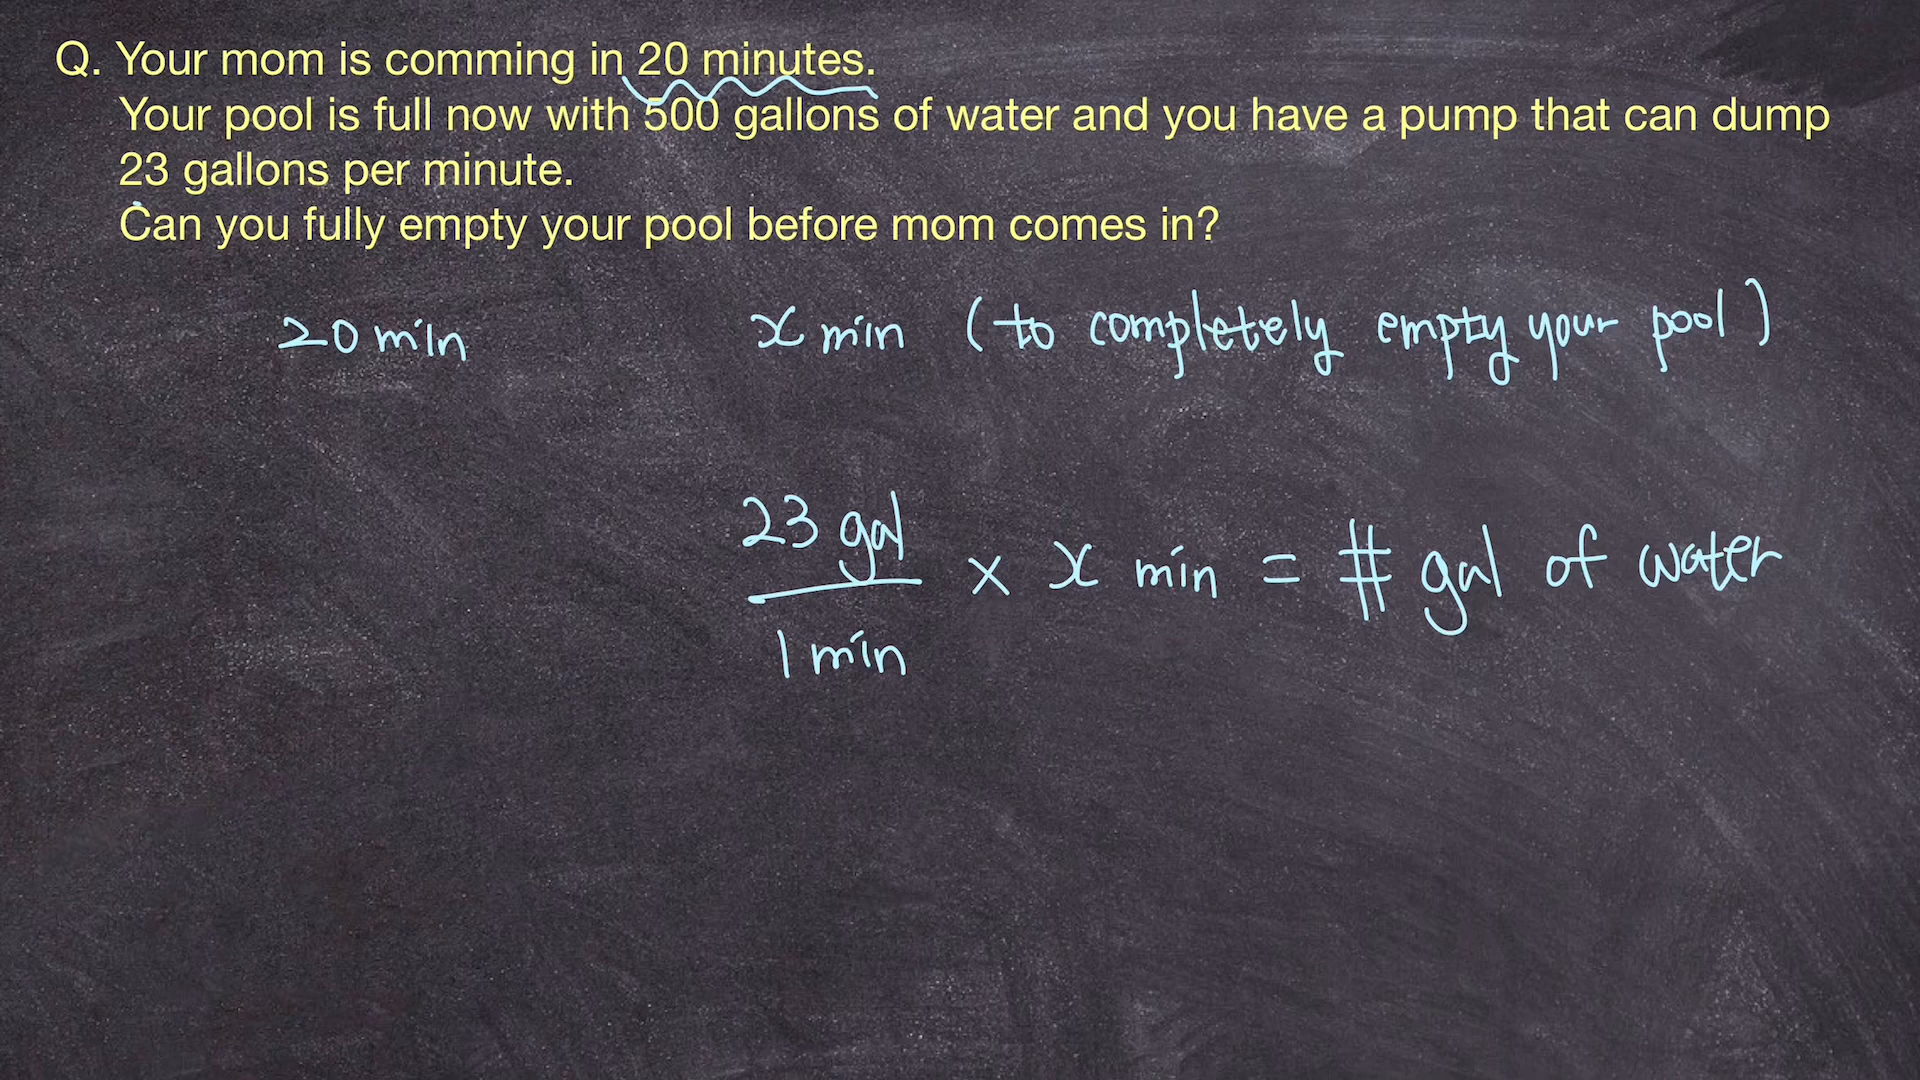 Q. Your mom is comming in 20 minutes.
Your pool is full now with 500 gallons of water and you have a pump that can dump
23 gallons per minute.
Can you fully empty your pool before mom comes in?
20 min x min (to completely empty your pool)
23 gal
× x min = # gal of water
1 min